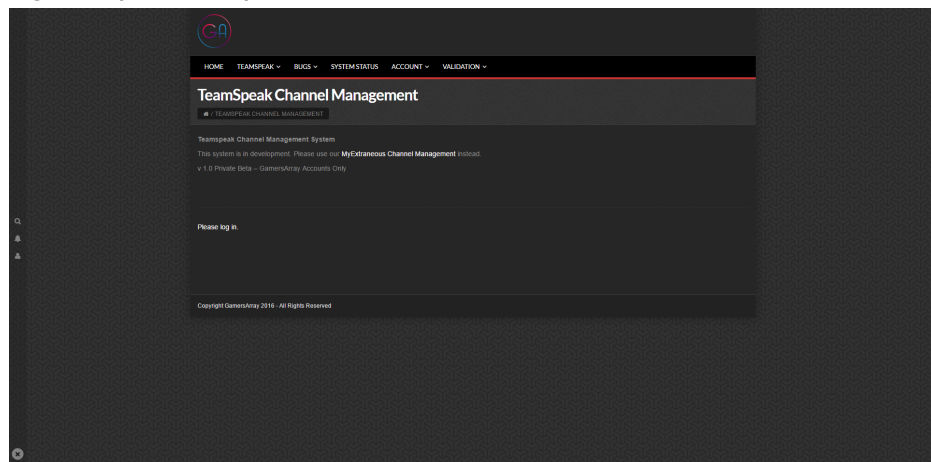 GA
HOME TEAMSPEAK BUGS SYSTEM STATUS ACCOUNT VALIDATION
TeamSpeak Channel Management
/ TEAMSPEAK CHANNEL MANAGEMENT
Teamspeak Channel Management System
This system is in development. Please use our MyExtraneous Channel Management instead.
v 1.0 Private Beta – GamersArray Accounts Only
Please log in.
Copyright GamersArray 2016 - All Rights Reserved